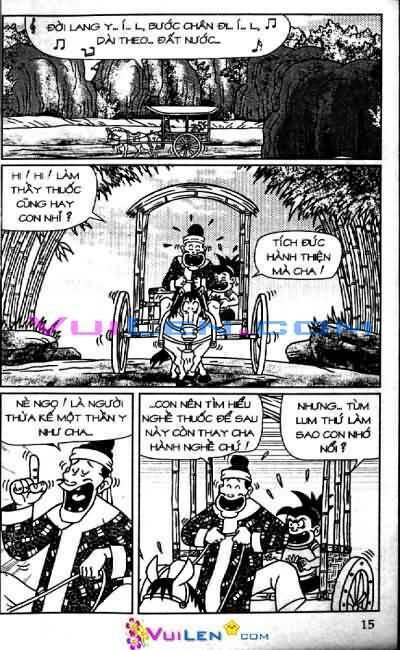 ĐỜI LANG Y... Í... Ì, BƯỚC CHÂN ĐI... Í... Ì,
DÀI THEO... ĐẤT NƯỚC...
HI! HI! LÀM
THẦY THUỐC
CŨNG HAY
CON NHỈ?
TÍCH ĐỨC
HÀNH THIỆN
MÀ CHA!
VUILEN.COM
NÈ NGỌ! LÀ NGƯỜI
THỪA KẾ MỘT THẦN Y
NHƯ CHA...
...CON NÊN TÌM HIỂU
NGHỀ THUỐC ĐỂ SAU
NÀY CÒN THAY CHA
HÀNH NGHỀ CHỨ!
NHƯNG... TÙM
LUM THỨ LÀM
SAO CON NHỚ
NỔI?
15
VUILEN.COM